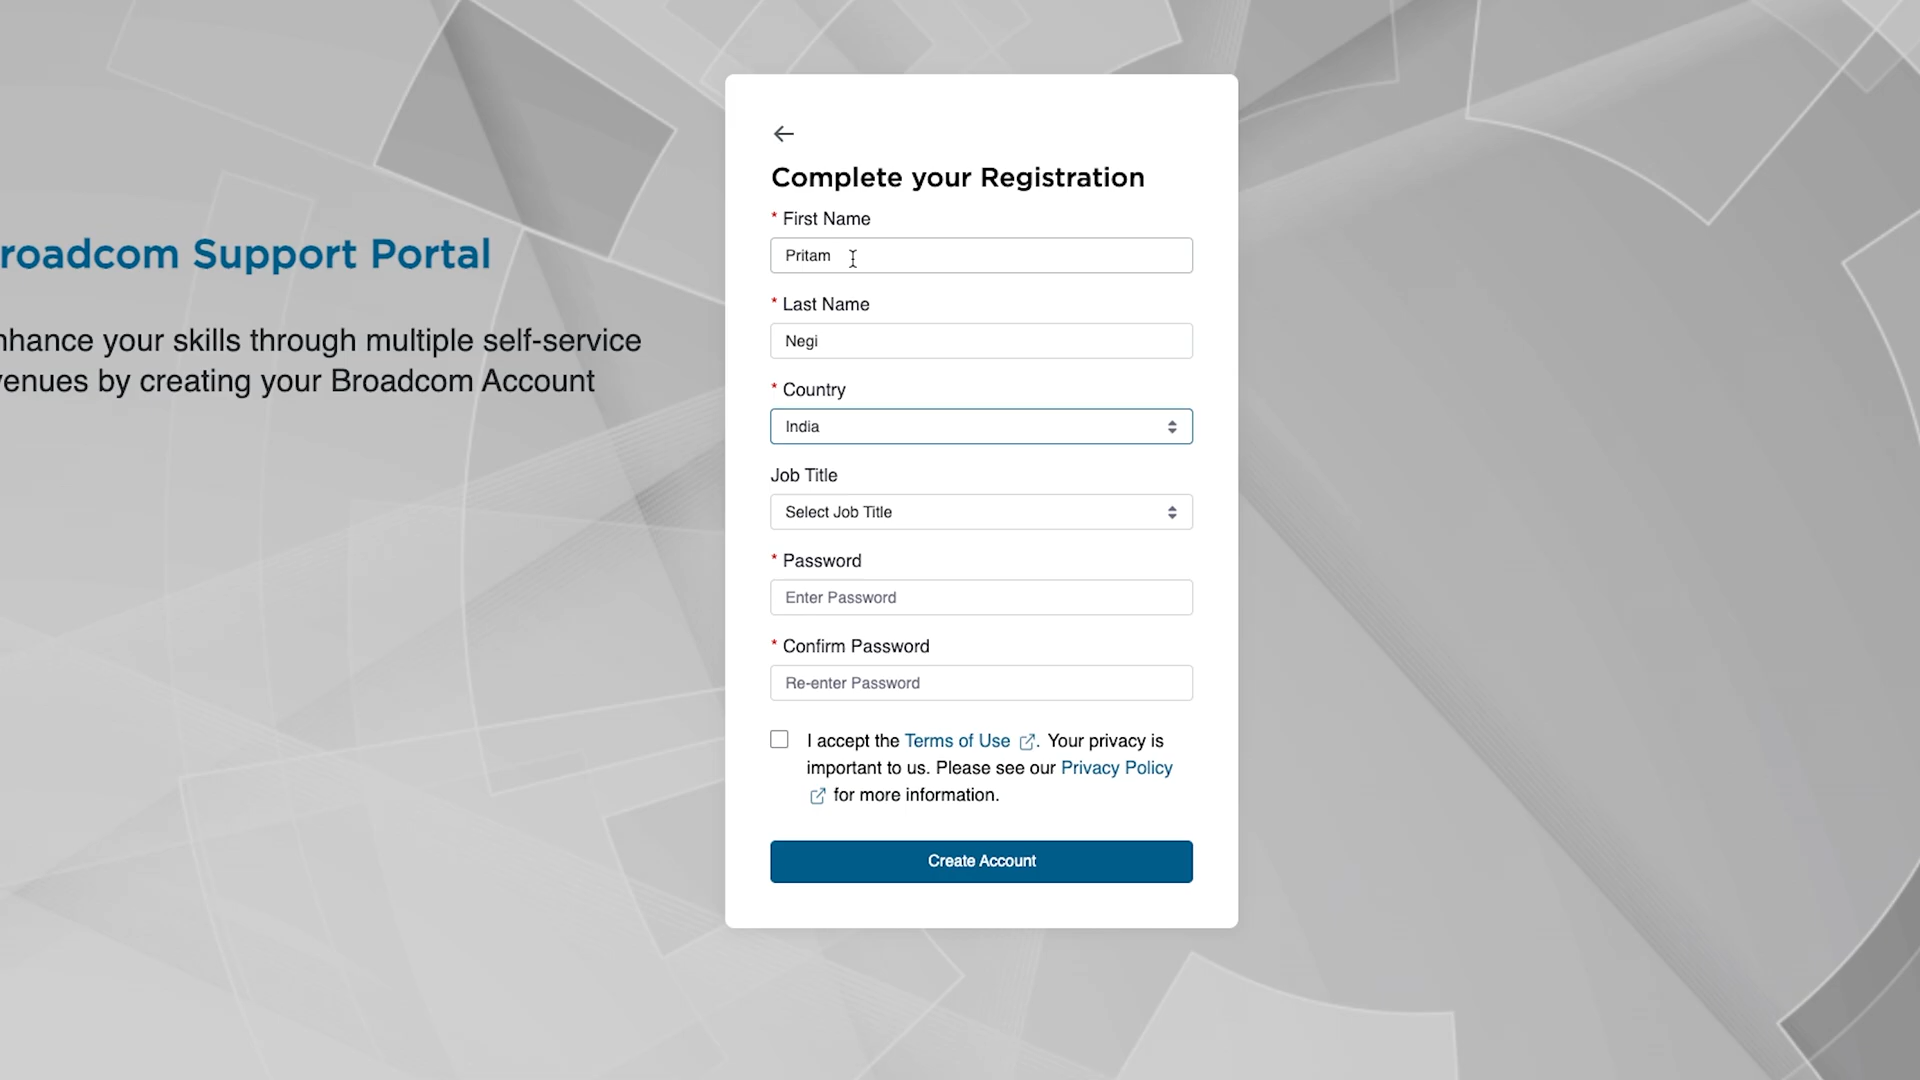 roadcom Support Portal
nhance your skills through multiple self-service
venues by creating your Broadcom Account
Complete your Registration
* First Name
Pritam
* Last Name
Negi
* Country
India
Job Title
Select Job Title
* Password
Enter Password
* Confirm Password
Re-enter Password
I accept the Terms of Use . Your privacy is
important to us. Please see our Privacy Policy
for more information.
Create Account